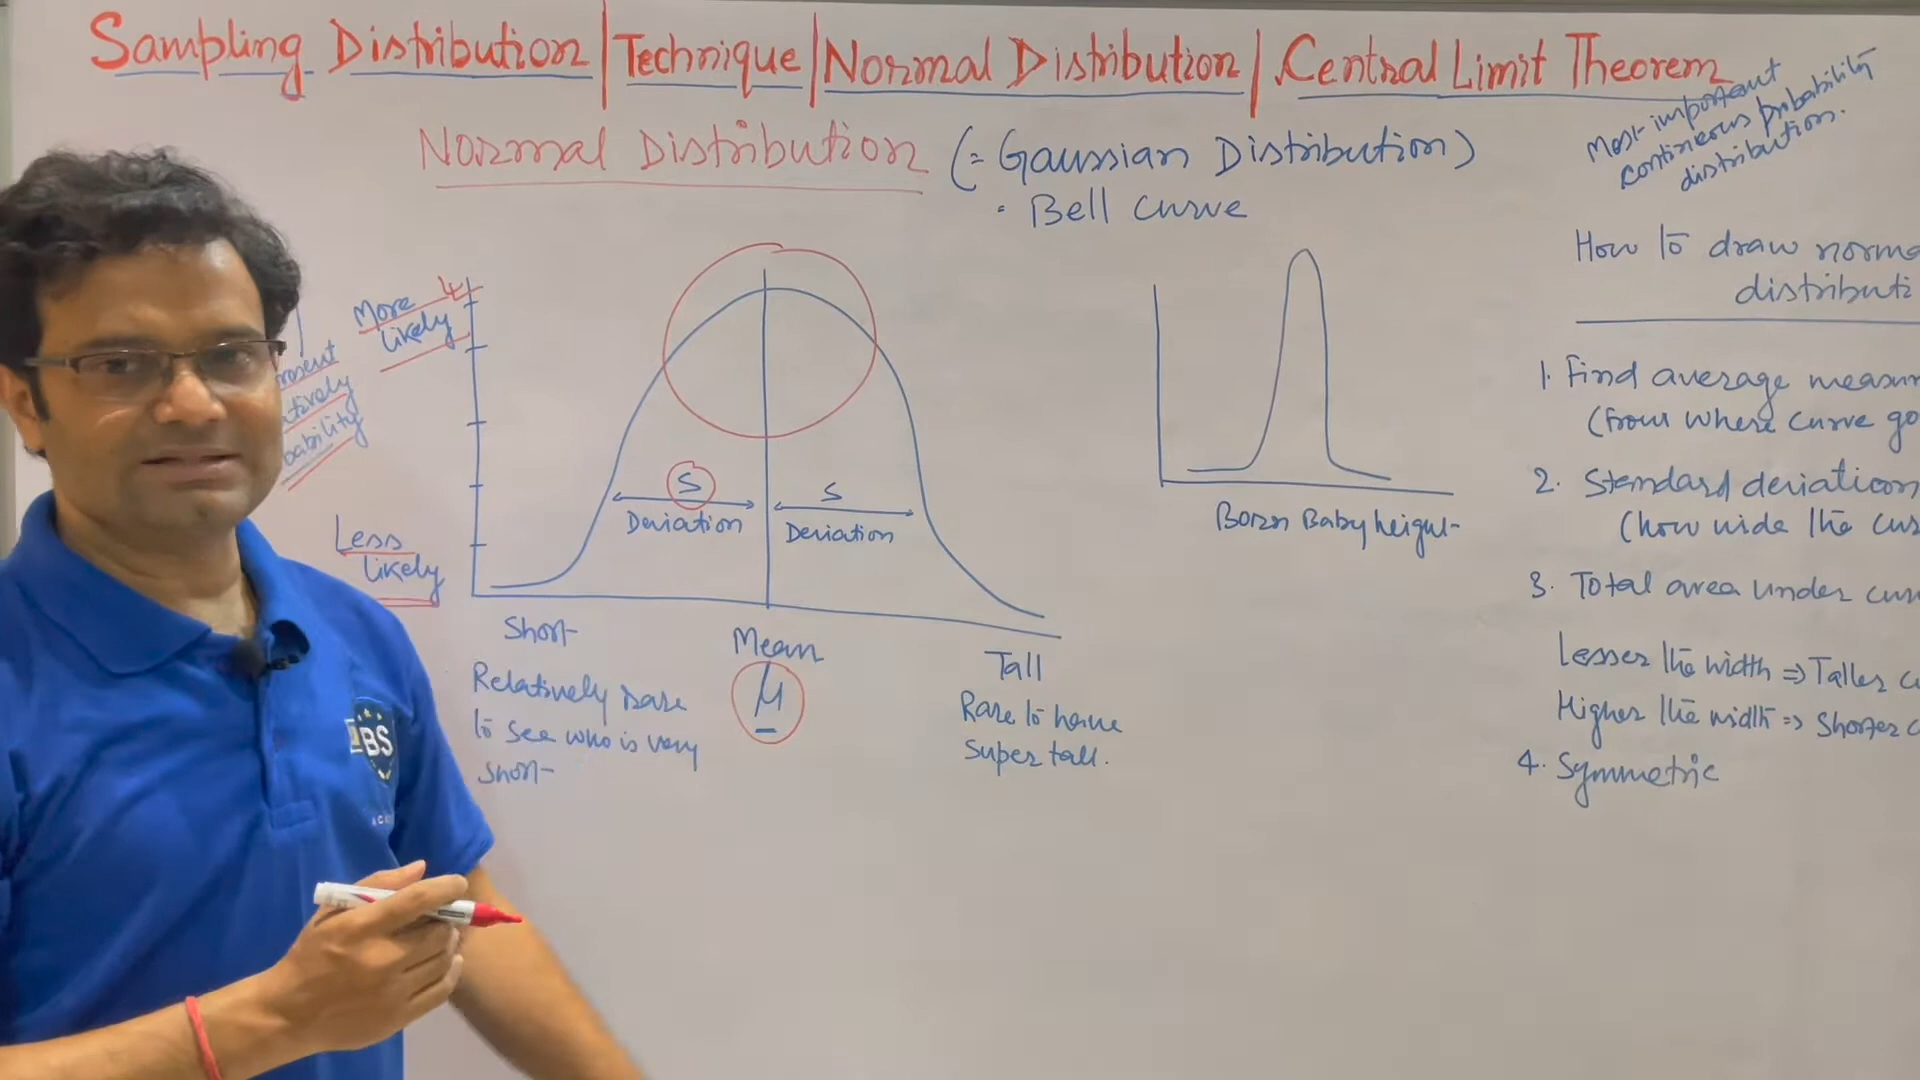 Sampling Distribution | Technique | Normal Distribution | Central Limit Theorem
Most important
continuous probability
distribution.
Normal Distribution (= Gaussian Distribution)
= Bell curve
How to draw norma
distributi
More
likely
4
Less
likely
S
Deviation
S
Deviation
Short
Mean
μ
Tall
Relatively rare
to see who is very
short
Rare to have
super tall.
Born Baby height
1. Find average measur
(from where curve go
2. Standard deviation
(how wide the cur
3. Total area under cur
Lesser the width ⇒ Taller c
Higher the width ⇒ Shorter c
4. Symmetric
BS